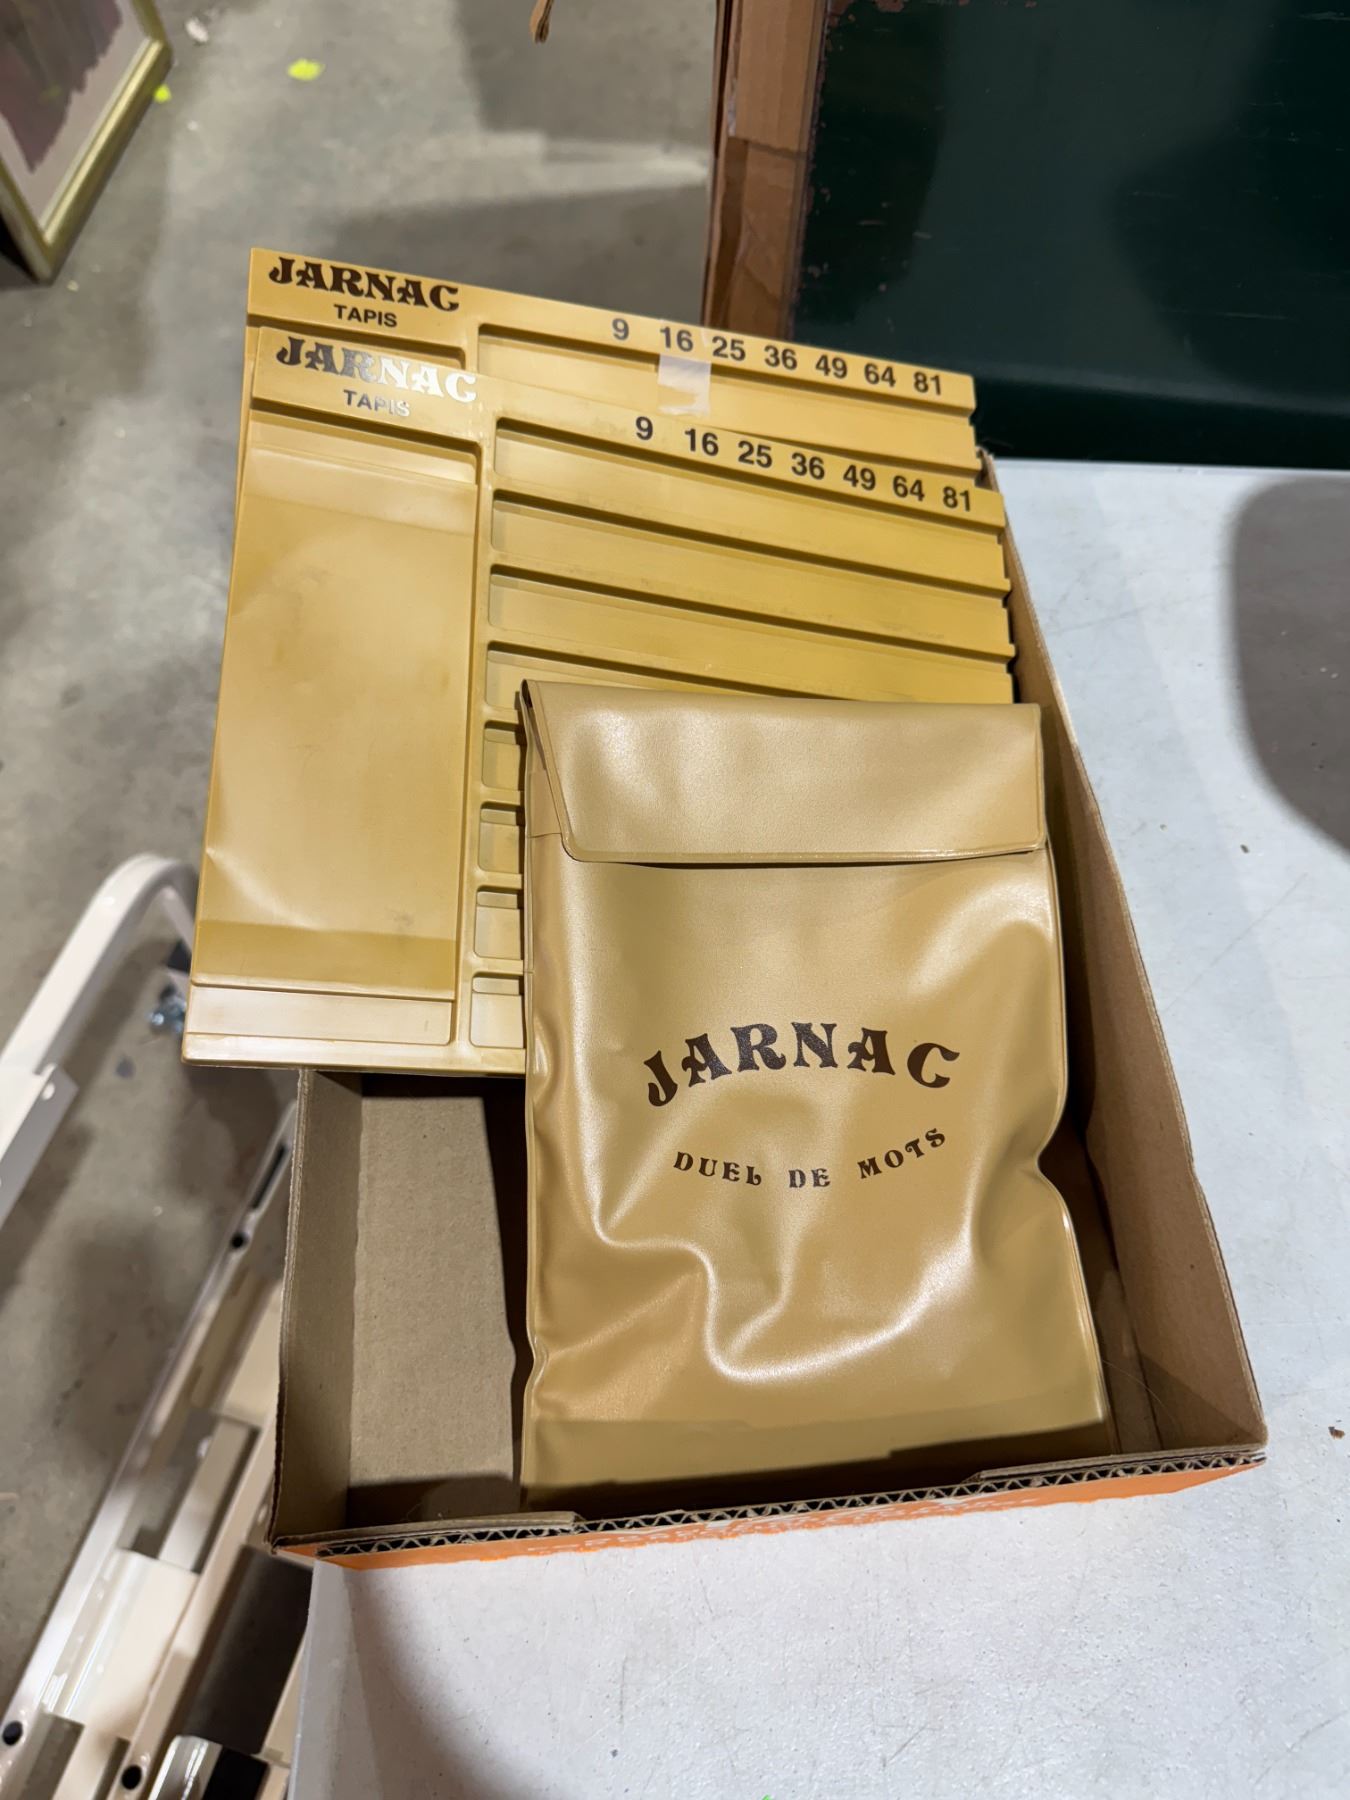 JARNAC
TAPIS
9 16 25 36 49 64 81
JARNAC
TAPIS
9 16 25 36 49 64 81
JARNAC
DUEL DE MOTS